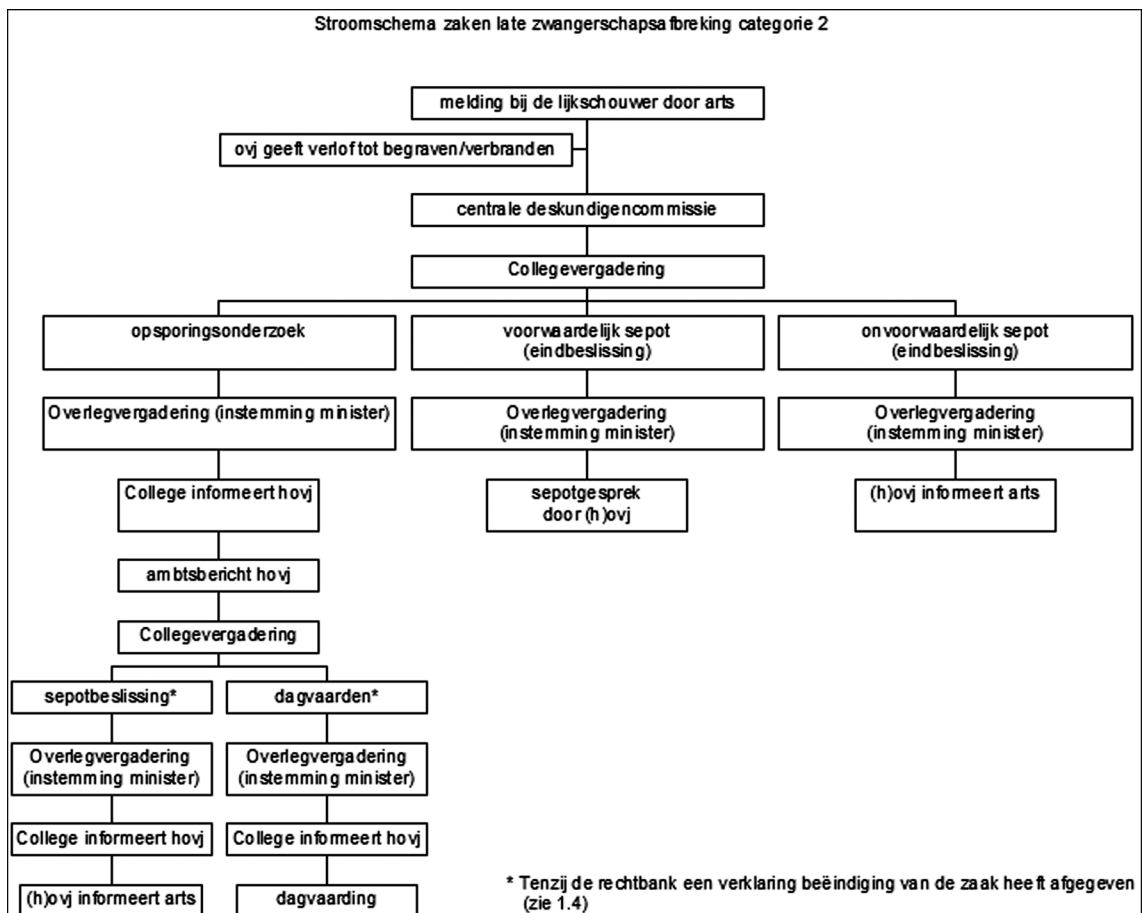 Stroomschema zaken late zwangerschapsafbreking categorie 2
melding bij de lijkschouwer door arts
ovj geeft verlof tot begraven/verbranden
centrale deskundigencommissie
Collegevergadering
opsporingsonderzoek
voorwaardelijk sepot
(eindbeslissing)
onvoorwaardelijk sepot
(eindbeslissing)
Overlegvergadering (instemming minister)
Overlegvergadering
(instemming minister)
Overlegvergadering
(instemming minister)
College informeert hovj
sepotgesprek
door (h)ovj
(h)ovj informeert arts
ambtsbericht hovj
Collegevergadering
sepotbeslissing*
dagvaarden*
Overlegvergadering
(instemming minister)
Overlegvergadering
(instemming minister)
College informeert hovj
College informeert hovj
(h)ovj informeert arts
dagvaarding
* Tenzij de rechtbank een verklaring beëindiging van de zaak heeft afgegeven
(zie 1.4)